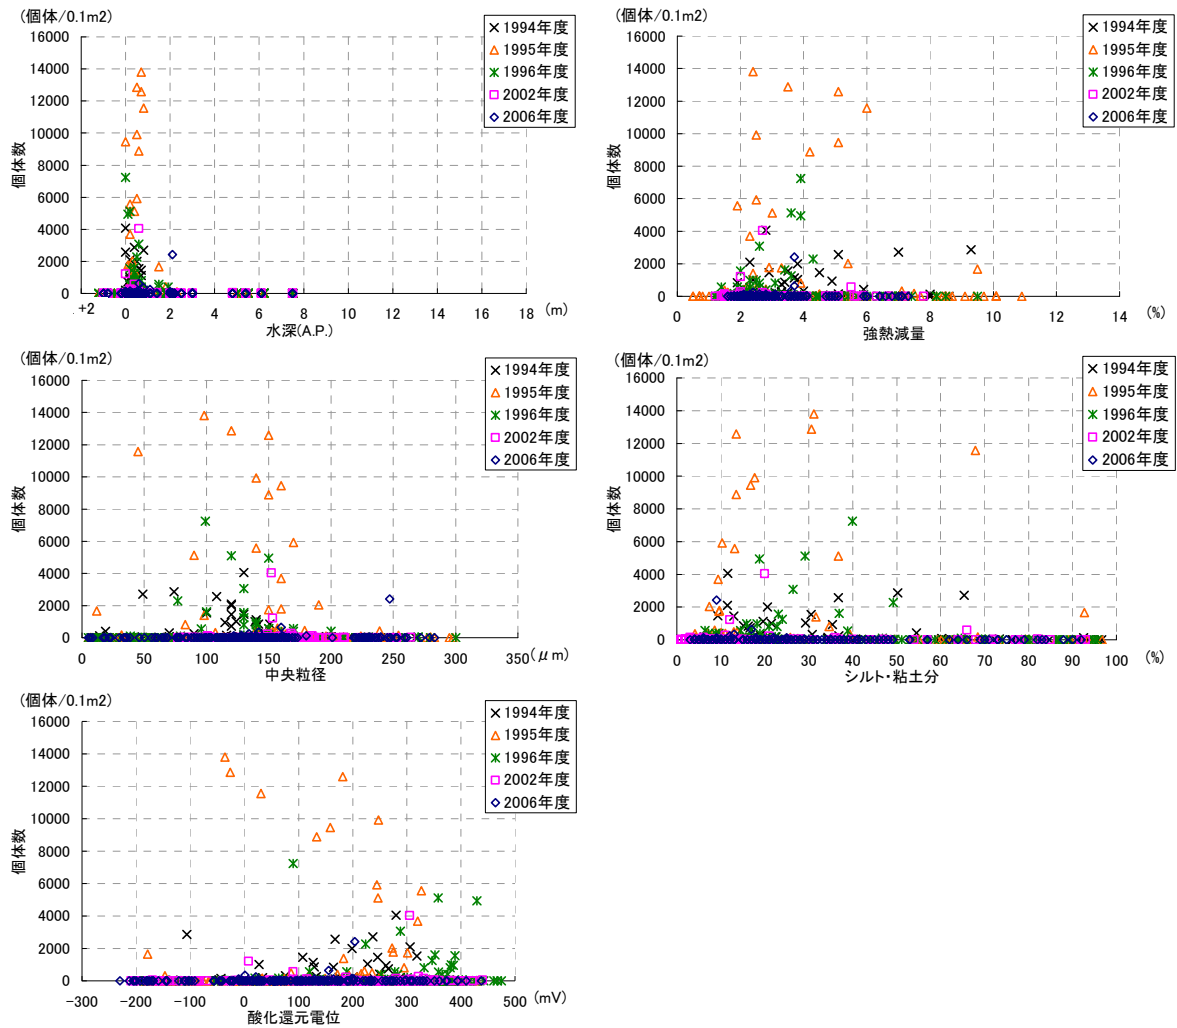 (個体/0.1m2)
16000
14000
12000
10000
8000
6000
4000
2000
0
個体数
+2 0 2 4 6 8 10 12 14 16 18
(m)
水深(A.P.)
1994年度
1995年度
1996年度
2002年度
2006年度
(個体/0.1m2)
16000
14000
12000
10000
8000
6000
4000
2000
0
個体数
0 2 4 6 8 10 12 14
(%)
強熱減量
1994年度
1995年度
1996年度
2002年度
2006年度
(個体/0.1m2)
16000
14000
12000
10000
8000
6000
4000
2000
0
個体数
0 50 100 150 200 250 300 350
(μm)
中央粒径
1994年度
1995年度
1996年度
2002年度
2006年度
(個体/0.1m2)
16000
14000
12000
10000
8000
6000
4000
2000
0
個体数
0 10 20 30 40 50 60 70 80 90 100
(%)
シルト・粘土分
1994年度
1995年度
1996年度
2002年度
2006年度
(個体/0.1m2)
16000
14000
12000
10000
8000
6000
4000
2000
0
個体数
-300 -200 -100 0 100 200 300 400 500
(mV)
酸化還元電位
1994年度
1995年度
1996年度
2002年度
2006年度